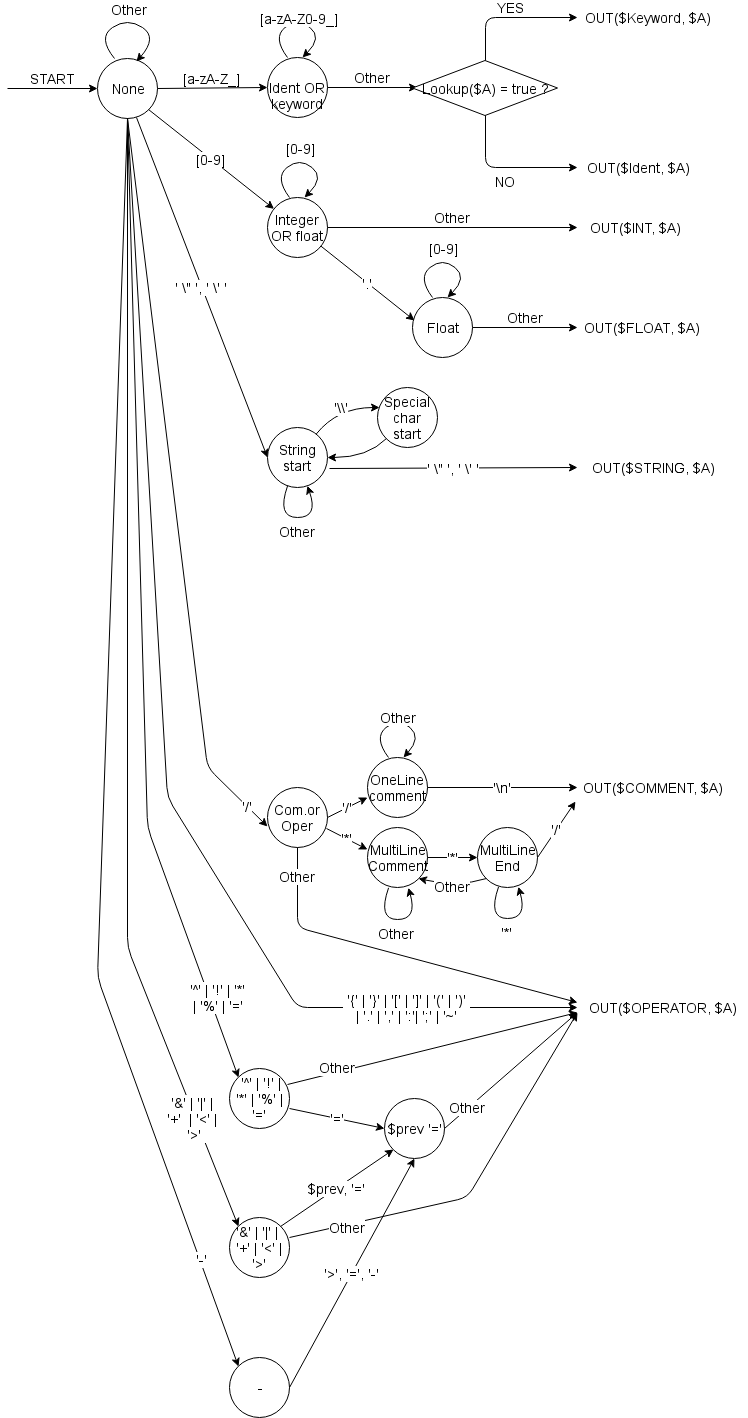 Other
START
None
[a-zA-Z_]
[a-zA-Z0-9_]
Ident OR
keyword
Other
Lookup($A) = true ?
YES
OUT($Keyword, $A)
NO
OUT($Ident, $A)
[0-9]
[0-9]
Integer
OR float
Other
OUT($INT, $A)
'.'
[0-9]
Float
Other
OUT($FLOAT, $A)
' \" ', ' \' '
String
start
'\\'
Special
char
start
' \" ', ' \' '
OUT($STRING, $A)
Other
Other
OneLine
comment
'\n'
OUT($COMMENT, $A)
'/'
Com.or
Oper
'/'
'*'
MultiLine
Comment
'*'
MultiLine
End
'/'
Other
Other
Other
'*'
'^' | '!' | '*'
| '%' | '='
'{' | '}' | '[' | ']' | '(' | ')'
| '.' | ',' | ':'| ';' | '~'
OUT($OPERATOR, $A)
'^' | '!' |
'*' | '%' |
'='
Other
'='
$prev '='
Other
'&' | '|' |
'+' | '<' |
'>'
$prev, '='
'&' | '|' |
'+' | '<' |
'>'
Other
'-'
'>', '=', '-'
-